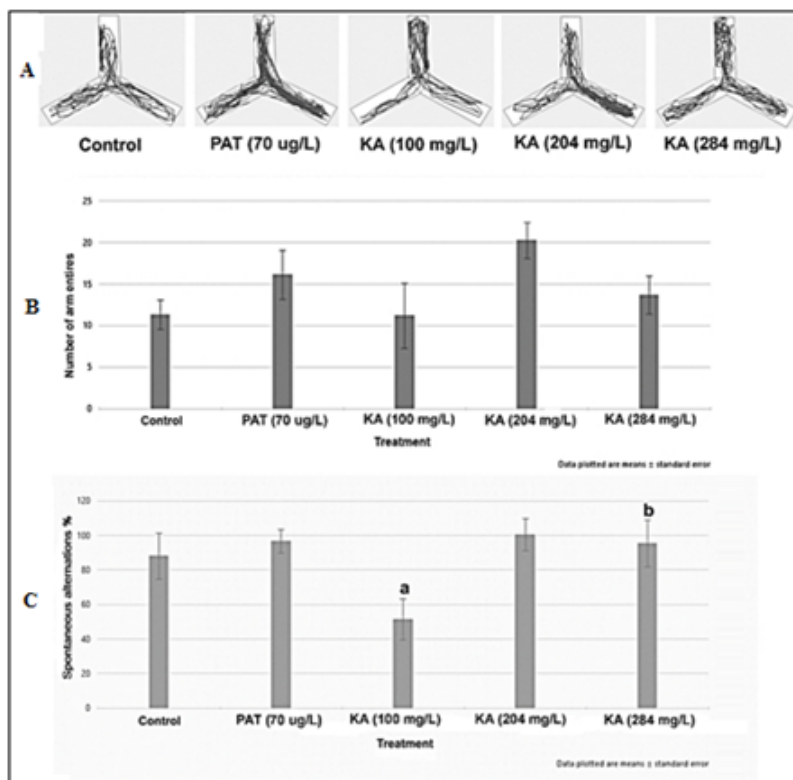 A
Control PAT (70 ug/L) KA (100 mg/L) KA (204 mg/L) KA (284 mg/L)
B
Number of arm entires
25
20
15
10
5
0
Control PAT (70 ug/L) KA (100 mg/L) KA (204 mg/L) KA (284 mg/L)
Treatment
Data plotted are means ± standard error
C
Spontaneous alternations %
120
100
80
60
40
20
0
a
b
Control PAT (70 ug/L) KA (100 mg/L) KA (204 mg/L) KA (284 mg/L)
Treatment
Data plotted are means ± standard error